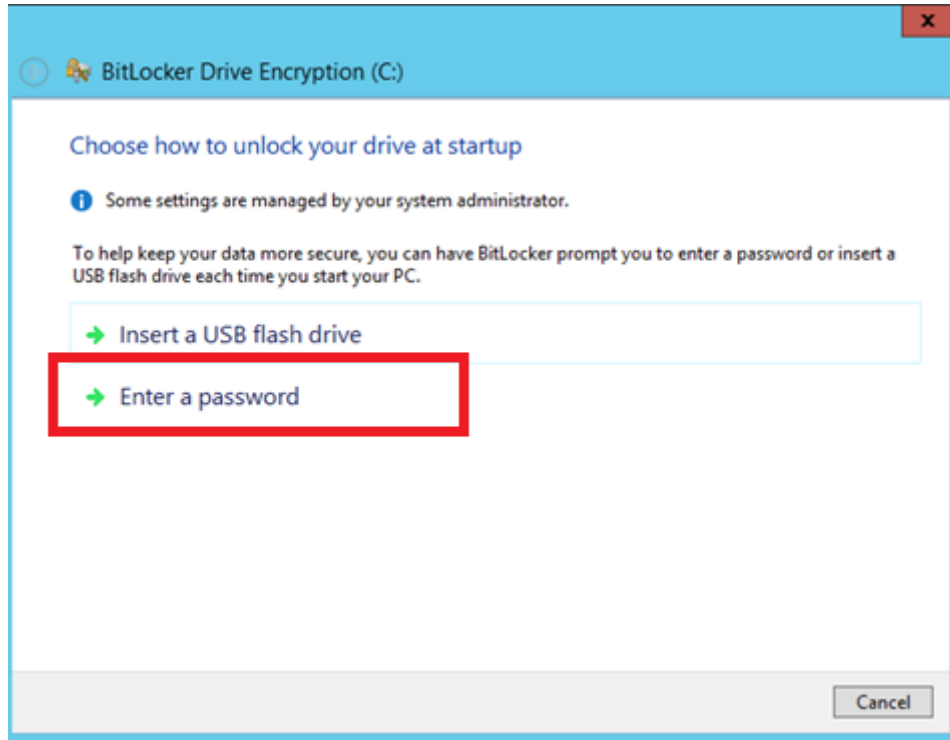 x
BitLocker Drive Encryption (C:)
Choose how to unlock your drive at startup
Some settings are managed by your system administrator.
To help keep your data more secure, you can have BitLocker prompt you to enter a password or insert a
USB flash drive each time you start your PC.
Insert a USB flash drive
Enter a password
Cancel